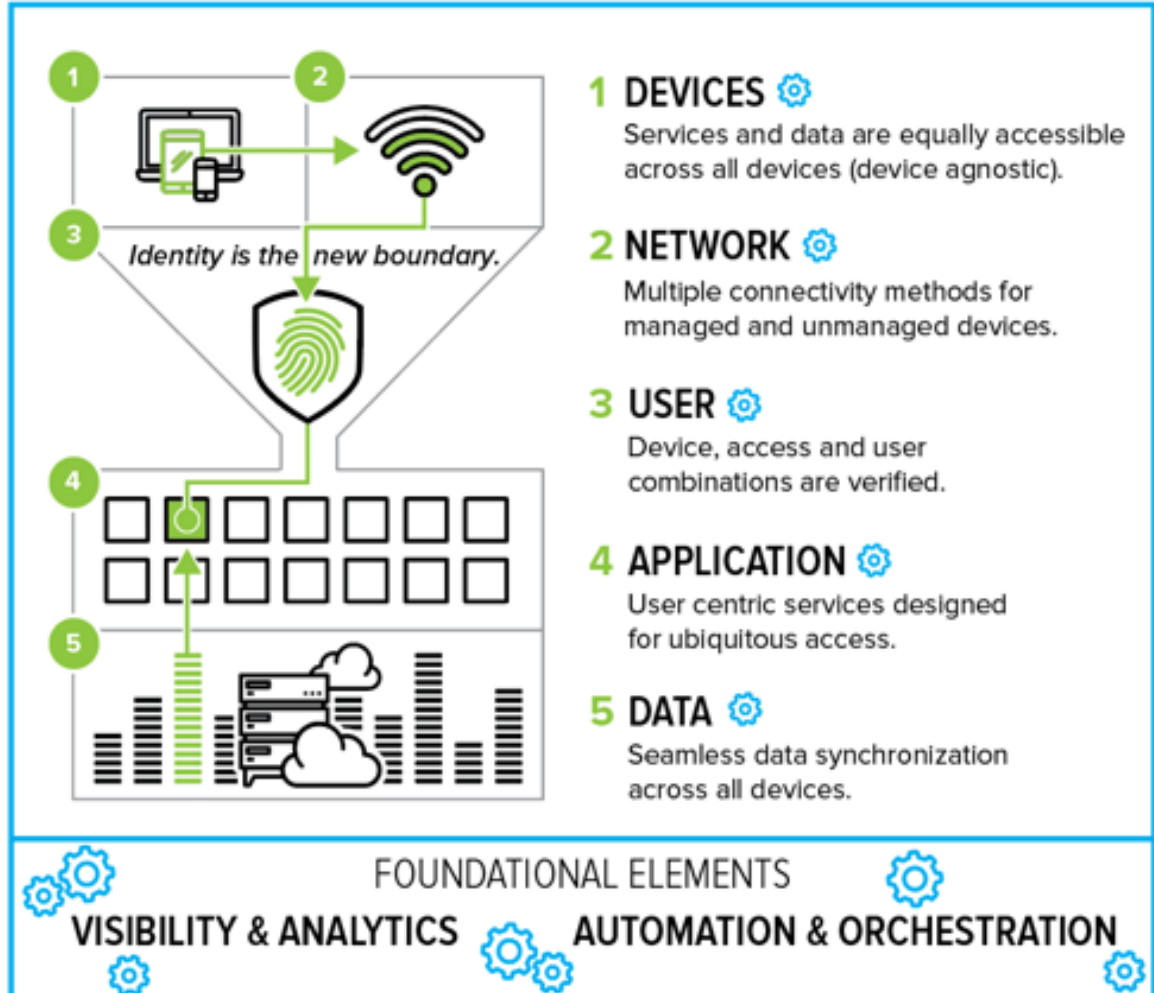 1
2
3
Identity is the new boundary.
4
5
1 DEVICES
Services and data are equally accessible
across all devices (device agnostic).
2 NETWORK
Multiple connectivity methods for
managed and unmanaged devices.
3 USER
Device, access and user
combinations are verified.
4 APPLICATION
User centric services designed
for ubiquitous access.
5 DATA
Seamless data synchronization
across all devices.
FOUNDATIONAL ELEMENTS
VISIBILITY & ANALYTICS
AUTOMATION & ORCHESTRATION